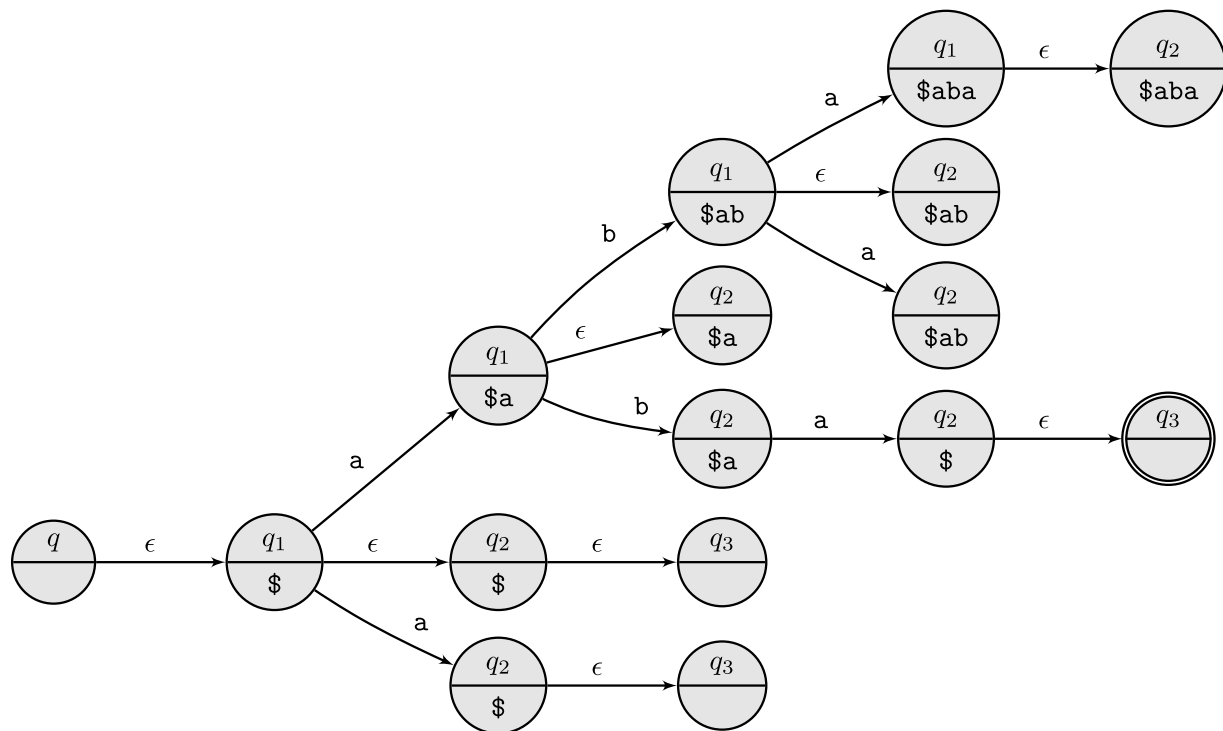 q₁ ϵ q₂
$aba $aba
a
q₁ ϵ q₂
$ab $ab
b a
q₂ q₂
ϵ $a $ab
q₁
$a
b q₂ a q₂ ϵ q₃
$a $
a
q ϵ q₁ ϵ q₂ ϵ q₃
$ $
a
q₂ ϵ q₃
$